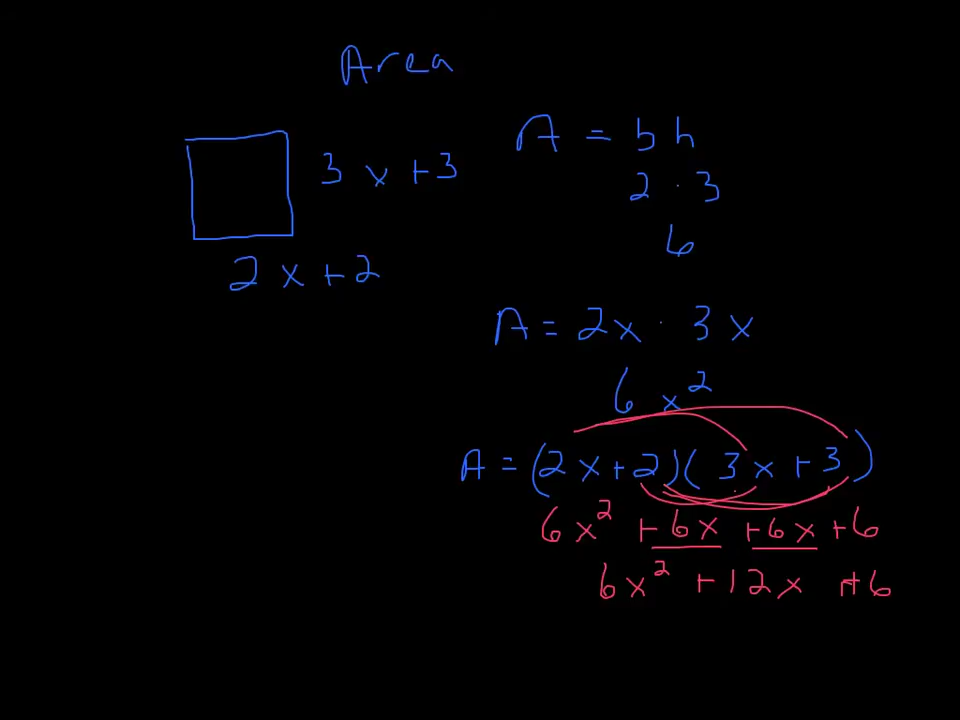 Area
A = bh
3x+3
2 · 3
6
2x+2
A = 2x · 3x
6x²
A = (2x+2)(3x+3)
6x² +6x +6x +6
6x² +12x +6